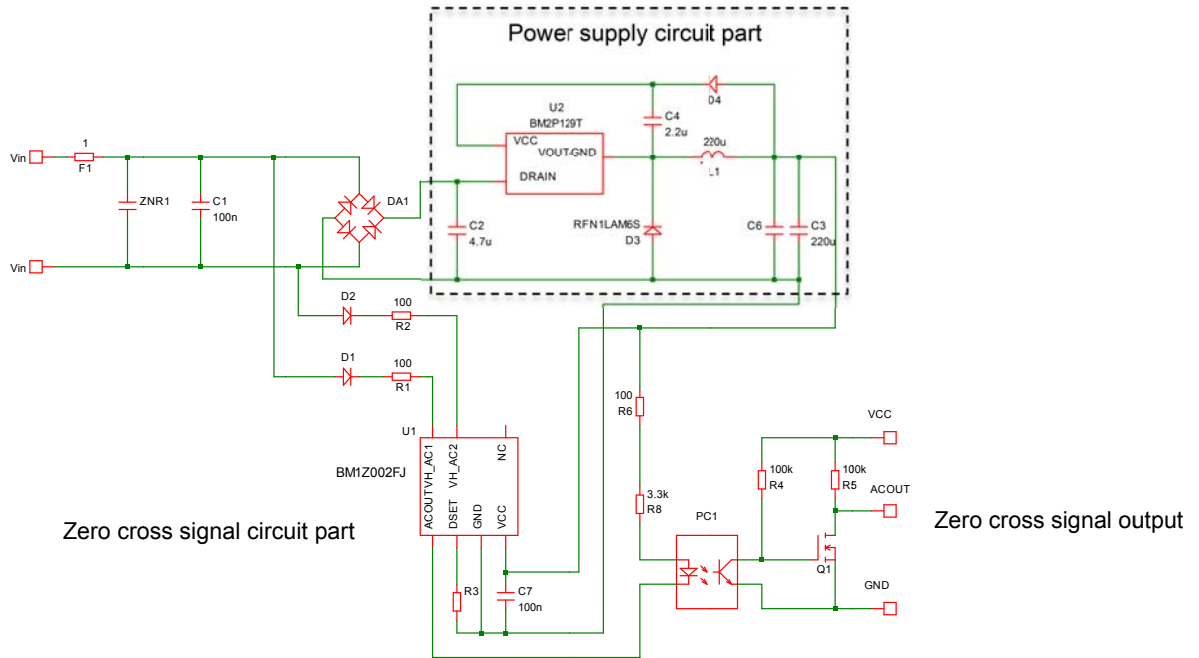 Power supply circuit part
D4
U2
BM2P129T
C4
2.2u
220u
L1
VCC
VOUT-GND
DRAIN
1
F1
Vin
ZNR1
C1
100n
DA1
C2
4.7u
RFN1LAM6S
D3
C6
C3
220u
Vin
D2
100
R2
D1
100
R1
100
R6
U1
BM1Z002FJ
VH_AC1
VH_AC2
NC
ACOUT
DSET
GND
VCC
VCC
100k
R4
100k
R5
3.3k
R8
ACOUT
PC1
Q1
Zero cross signal output
Zero cross signal circuit part
R3
C7
100n
GND